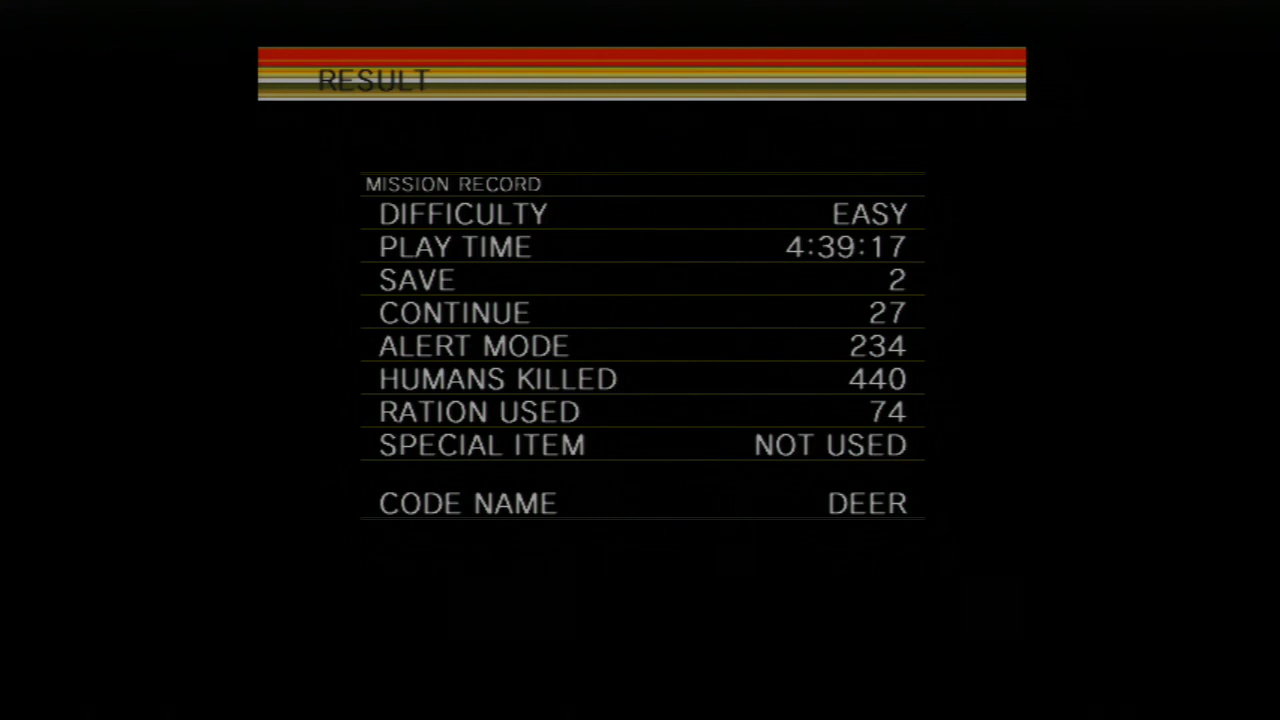 RESULT
MISSION RECORD
DIFFICULTY EASY
PLAY TIME 4:39:17
SAVE 2
CONTINUE 27
ALERT MODE 234
HUMANS KILLED 440
RATION USED 74
SPECIAL ITEM NOT USED
CODE NAME DEER